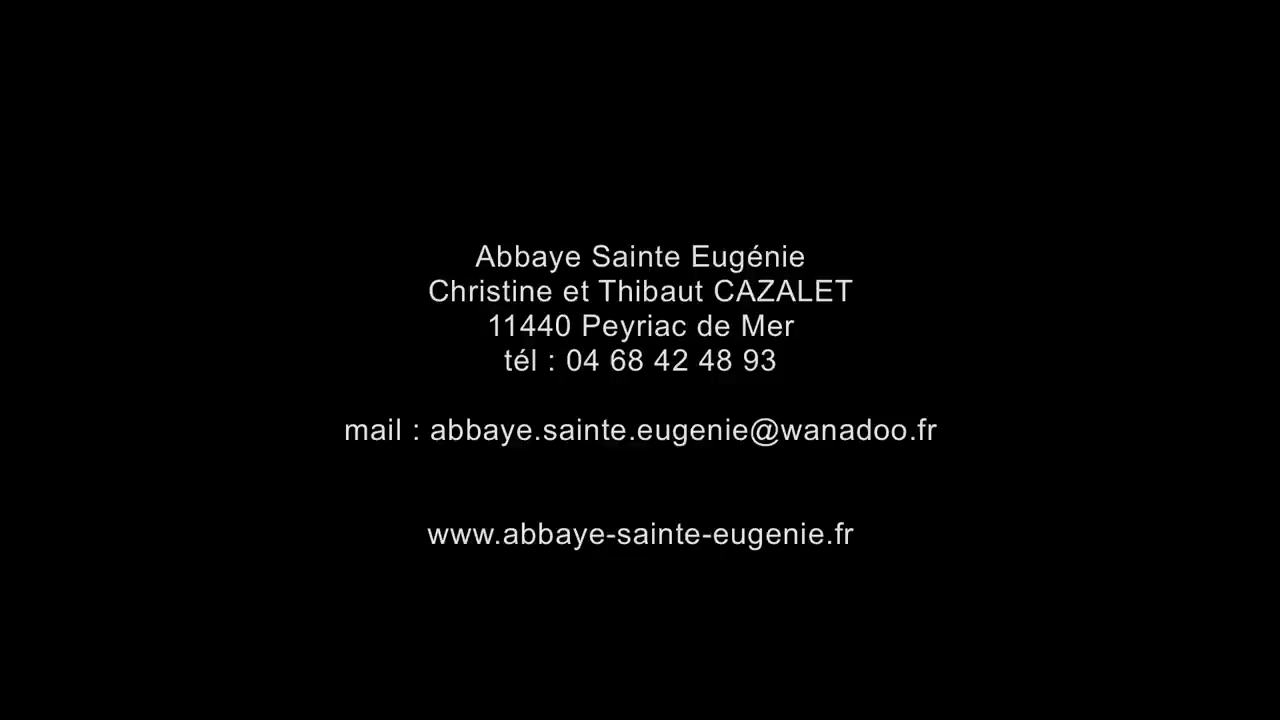 Abbaye Sainte Eugénie
Christine et Thibaut CAZALET
11440 Peyriac de Mer
tél : 04 68 42 48 93
mail : abbaye.sainte.eugenie@wanadoo.fr
www.abbaye-sainte-eugenie.fr